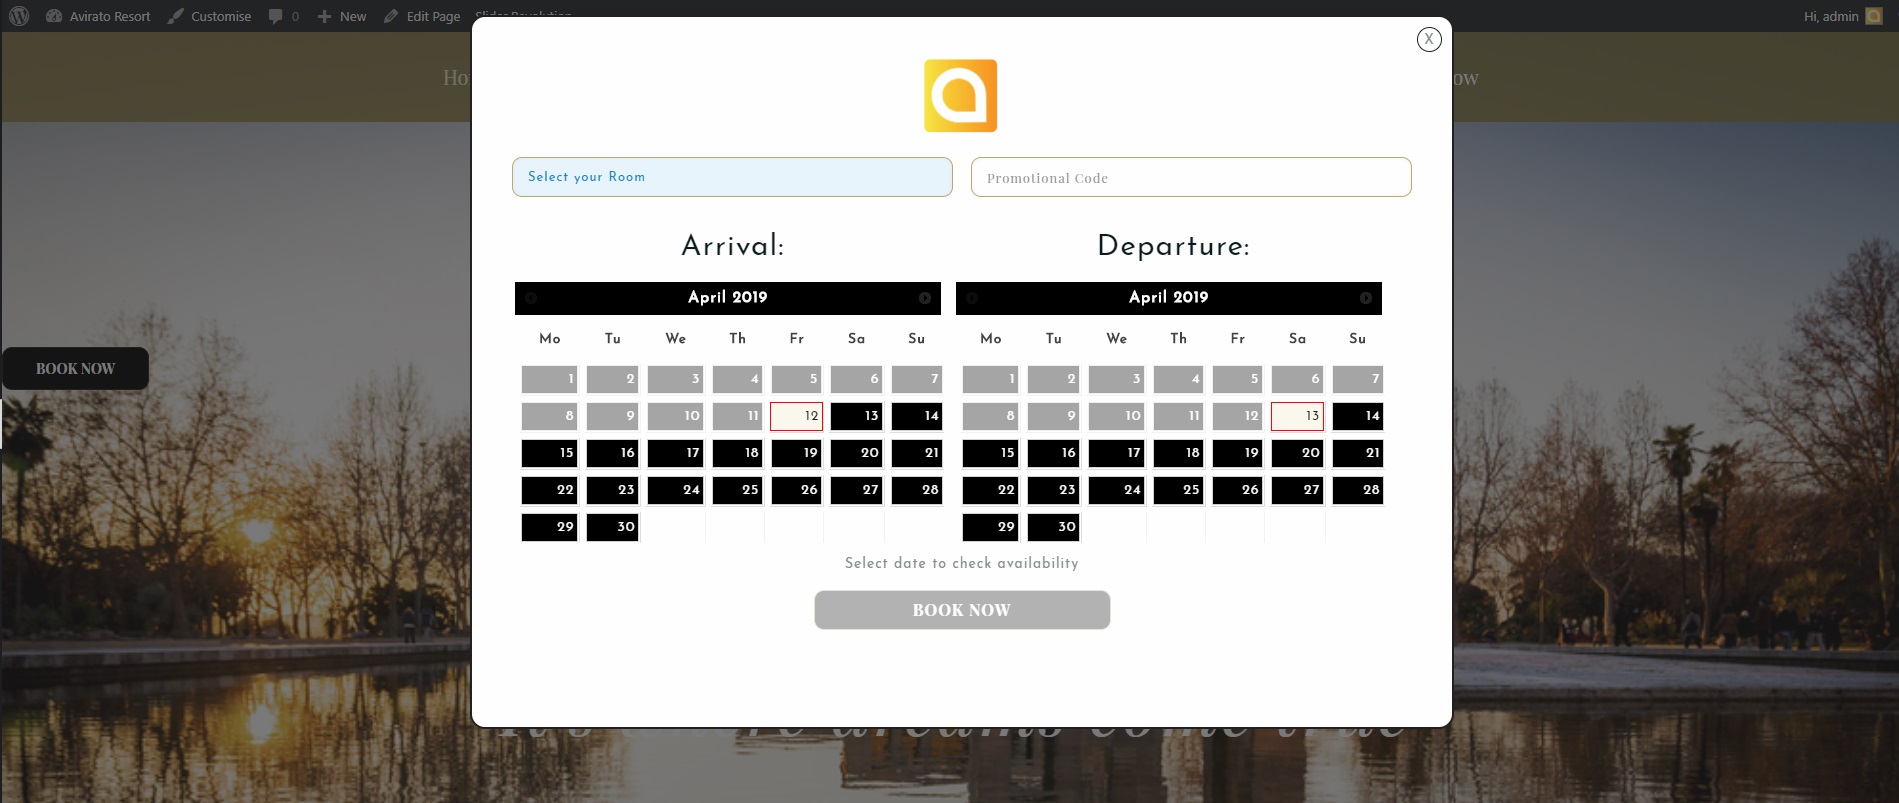 Avirato Resort Customise 0 New Edit Page Slider Revolution Hi, admin
X
Select your Room Promotional Code
Arrival: Departure:
April 2019 April 2019
Mo Tu We Th Fr Sa Su Mo Tu We Th Fr Sa Su
1 2 3 4 5 6 7 1 2 3 4 5 6 7
BOOK NOW
8 9 10 11 12 13 14 8 9 10 11 12 13 14
15 16 17 18 19 20 21 15 16 17 18 19 20 21
22 23 24 25 26 27 28 22 23 24 25 26 27 28
29 30 29 30
Select date to check availability
BOOK NOW